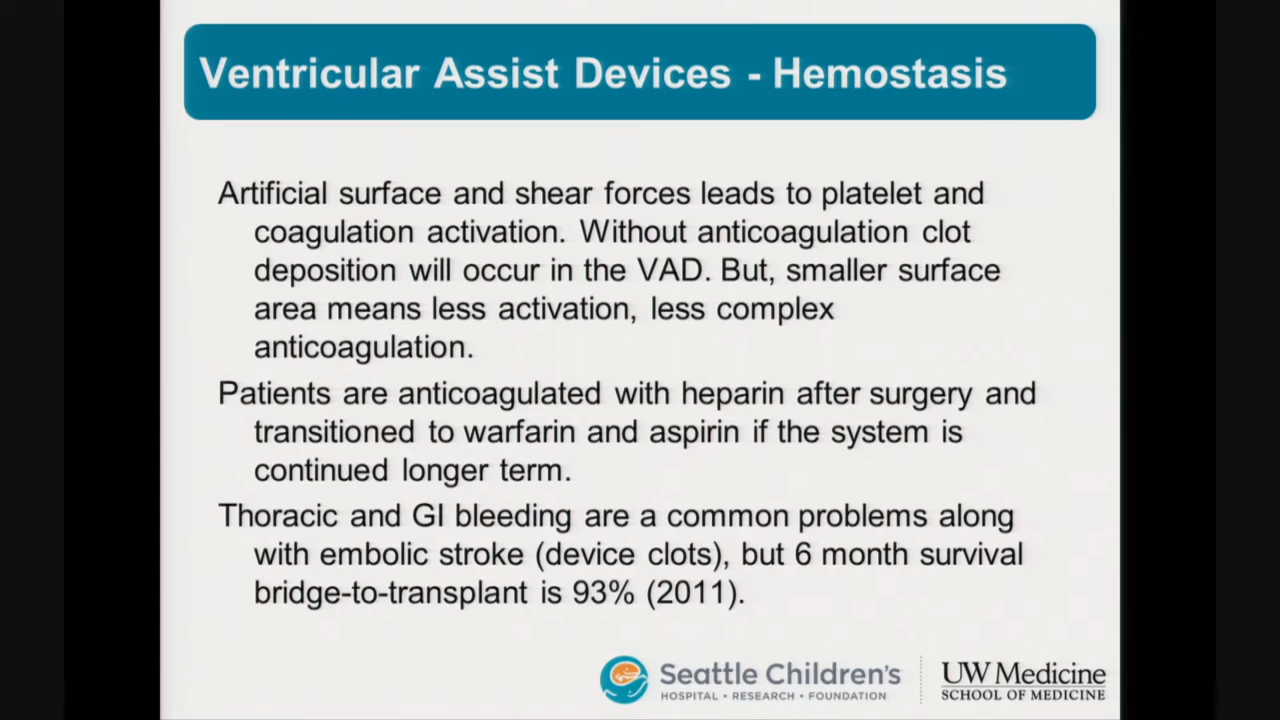 Ventricular Assist Devices - Hemostasis
Artificial surface and shear forces leads to platelet and
coagulation activation. Without anticoagulation clot
deposition will occur in the VAD. But, smaller surface
area means less activation, less complex
anticoagulation.
Patients are anticoagulated with heparin after surgery and
transitioned to warfarin and aspirin if the system is
continued longer term.
Thoracic and GI bleeding are a common problems along
with embolic stroke (device clots), but 6 month survival
bridge-to-transplant is 93% (2011).
Seattle Children's
HOSPITAL • RESEARCH • FOUNDATION
UW Medicine
SCHOOL OF MEDICINE